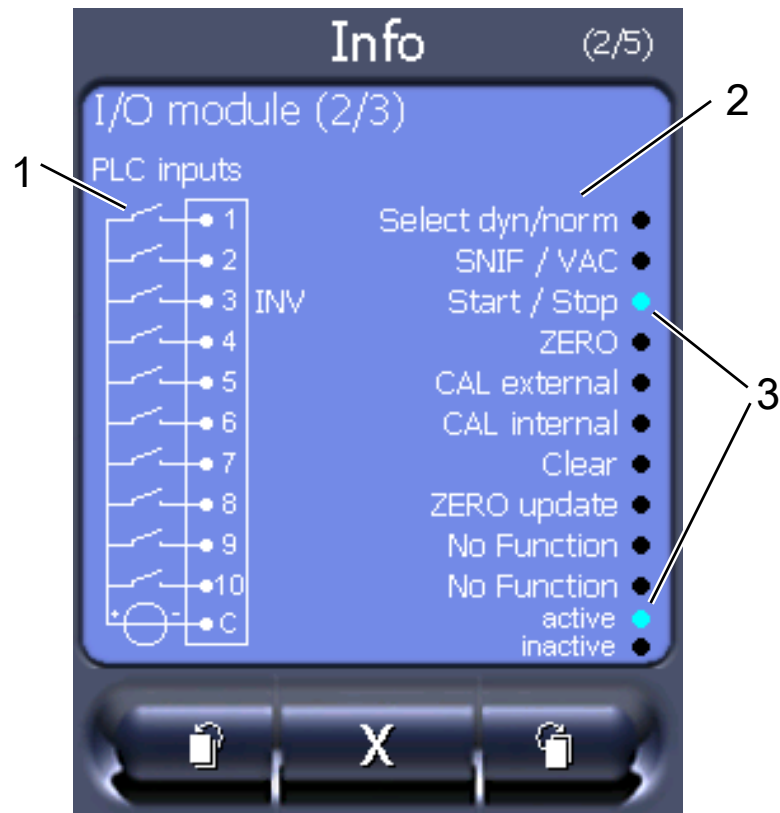 Info (2/5)
I/O module (2/3)
2
PLC inputs
1
1 Select dyn/norm
2 SNIF / VAC
3 INV Start / Stop
4 ZERO
3
5 CAL external
6 CAL internal
7 Clear
8 ZERO update
9 No Function
10 No Function
+ - C active
inactive
X